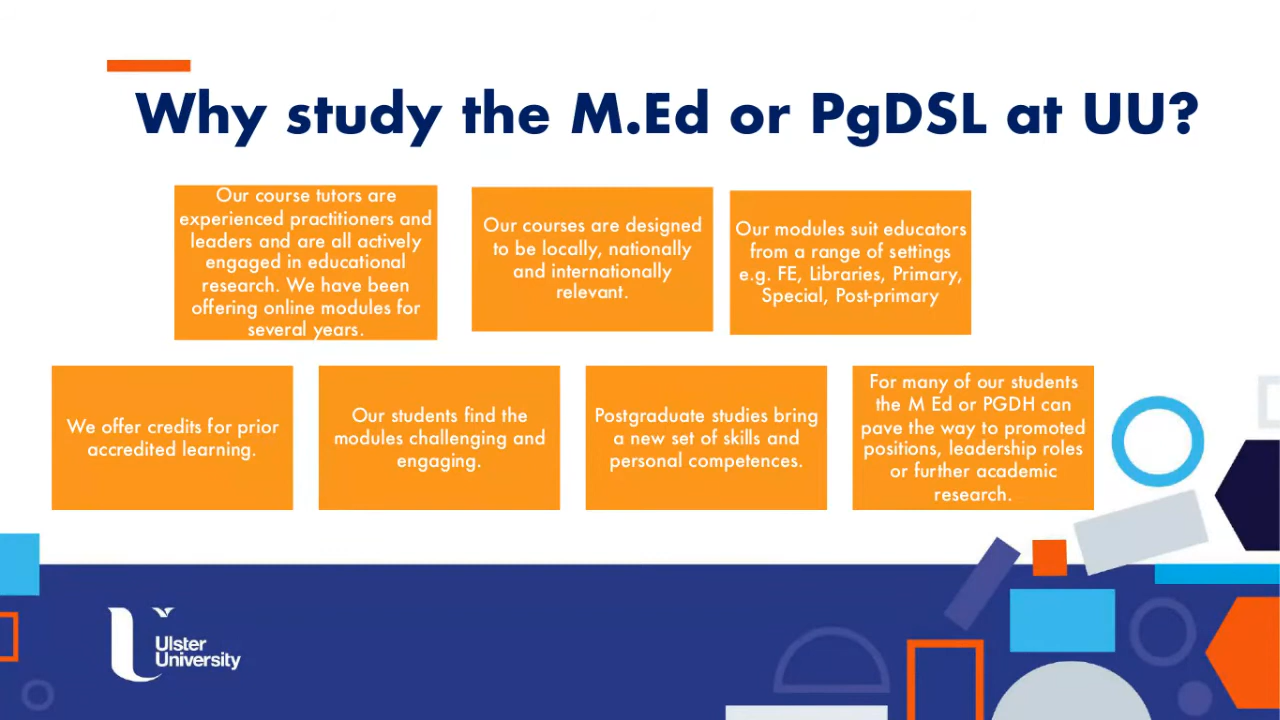 Why study the M.Ed or PgDSL at UU?
Our course tutors are
experienced practitioners and
leaders and are all actively
engaged in educational
research. We have been
offering online modules for
several years.
Our courses are designed
to be locally, nationally
and internationally
relevant.
Our modules suit educators
from a range of settings
e.g. FE, Libraries, Primary,
Special, Post-primary
We offer credits for prior
accredited learning.
Our students find the
modules challenging and
engaging.
Postgraduate studies bring
a new set of skills and
personal competences.
For many of our students
the M Ed or PGDH can
pave the way to promoted
positions, leadership roles
or further academic
research.
Ulster
University